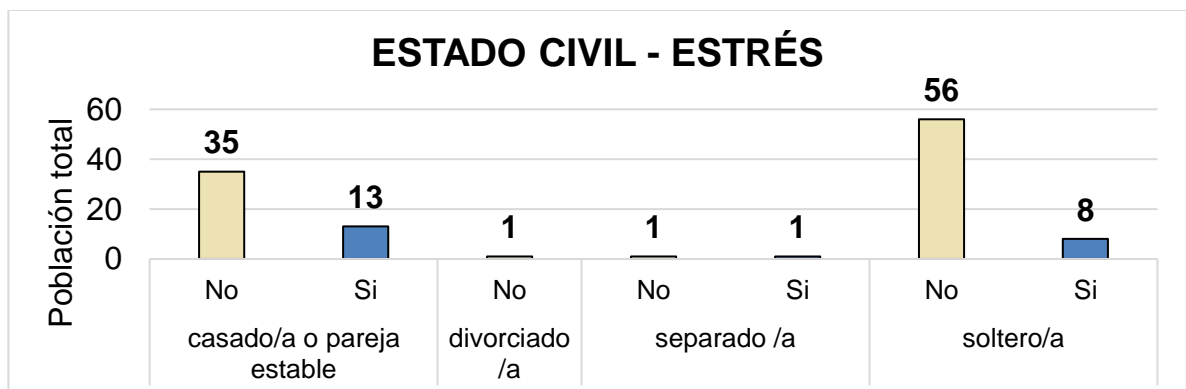 ESTADO CIVIL - ESTRÉS
Población total
60
40
20
0
35
13
1
1
1
56
8
No
Si
No
No
Si
No
Si
casado/a o pareja
estable
divorciado
/a
separado /a
soltero/a